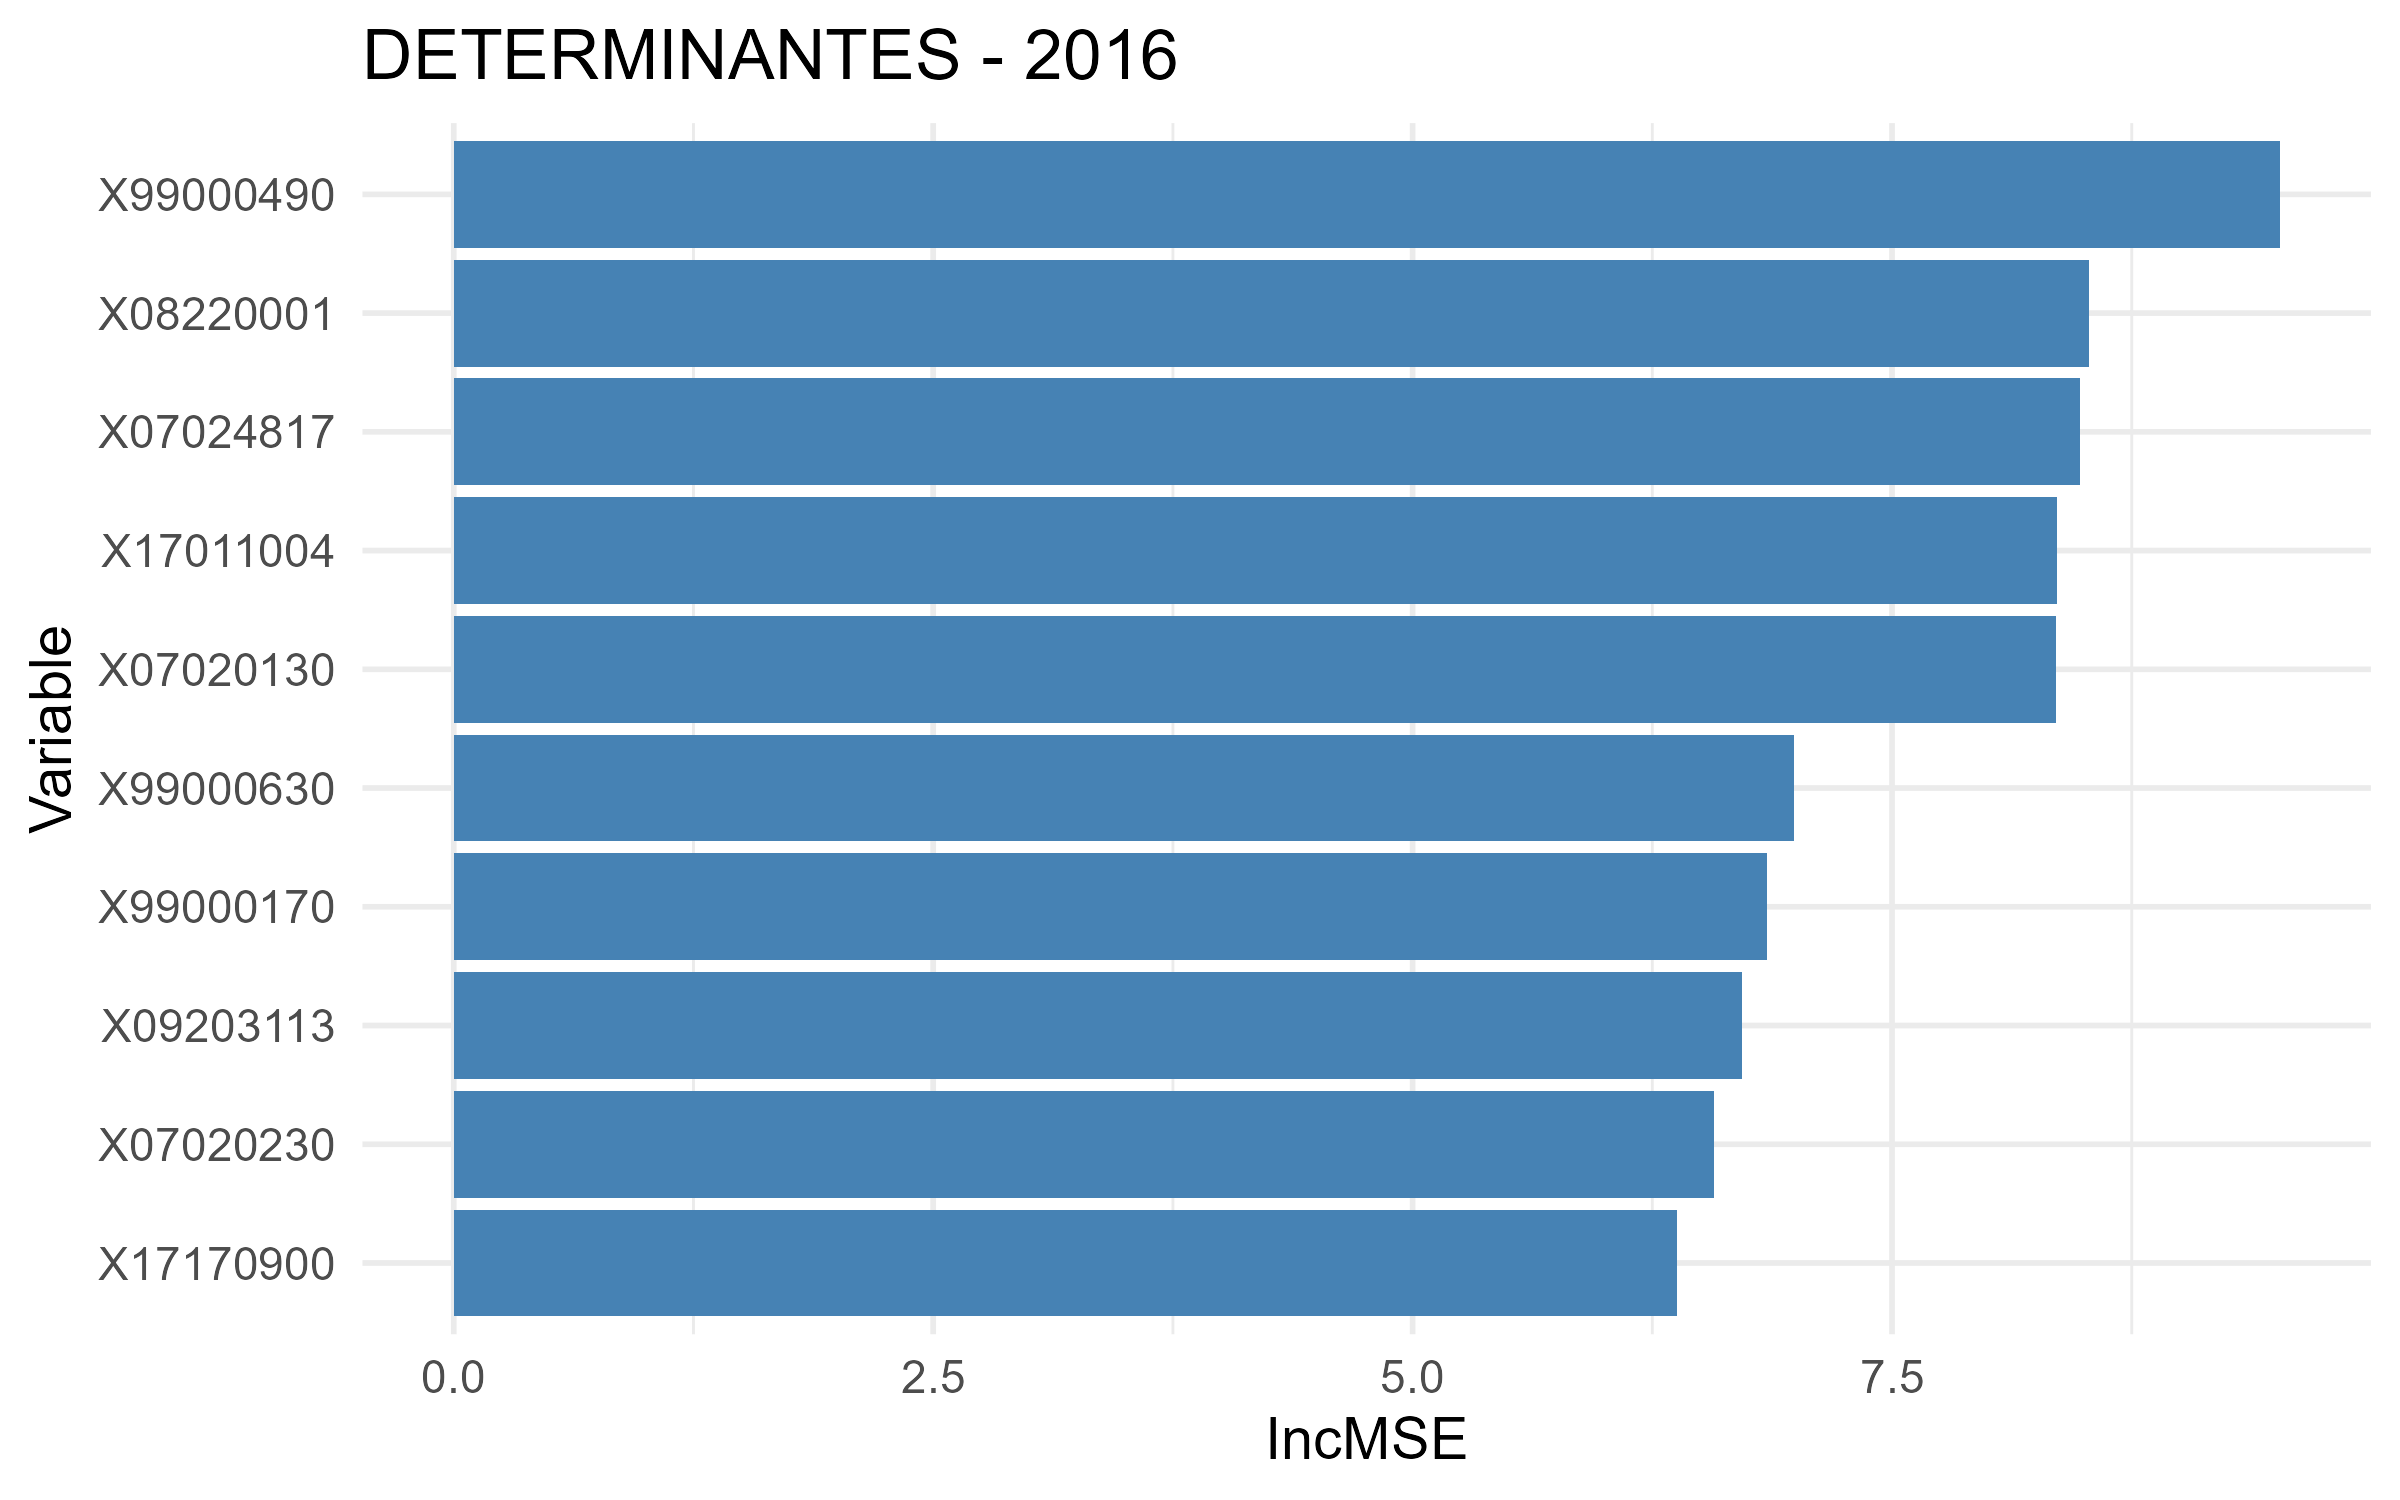 DETERMINANTES - 2016
X99000490
X08220001
X07024817
X17011004
X07020130
X99000630
X99000170
X09203113
X07020230
X17170900
Variable
0.0 2.5 5.0 7.5
IncMSE